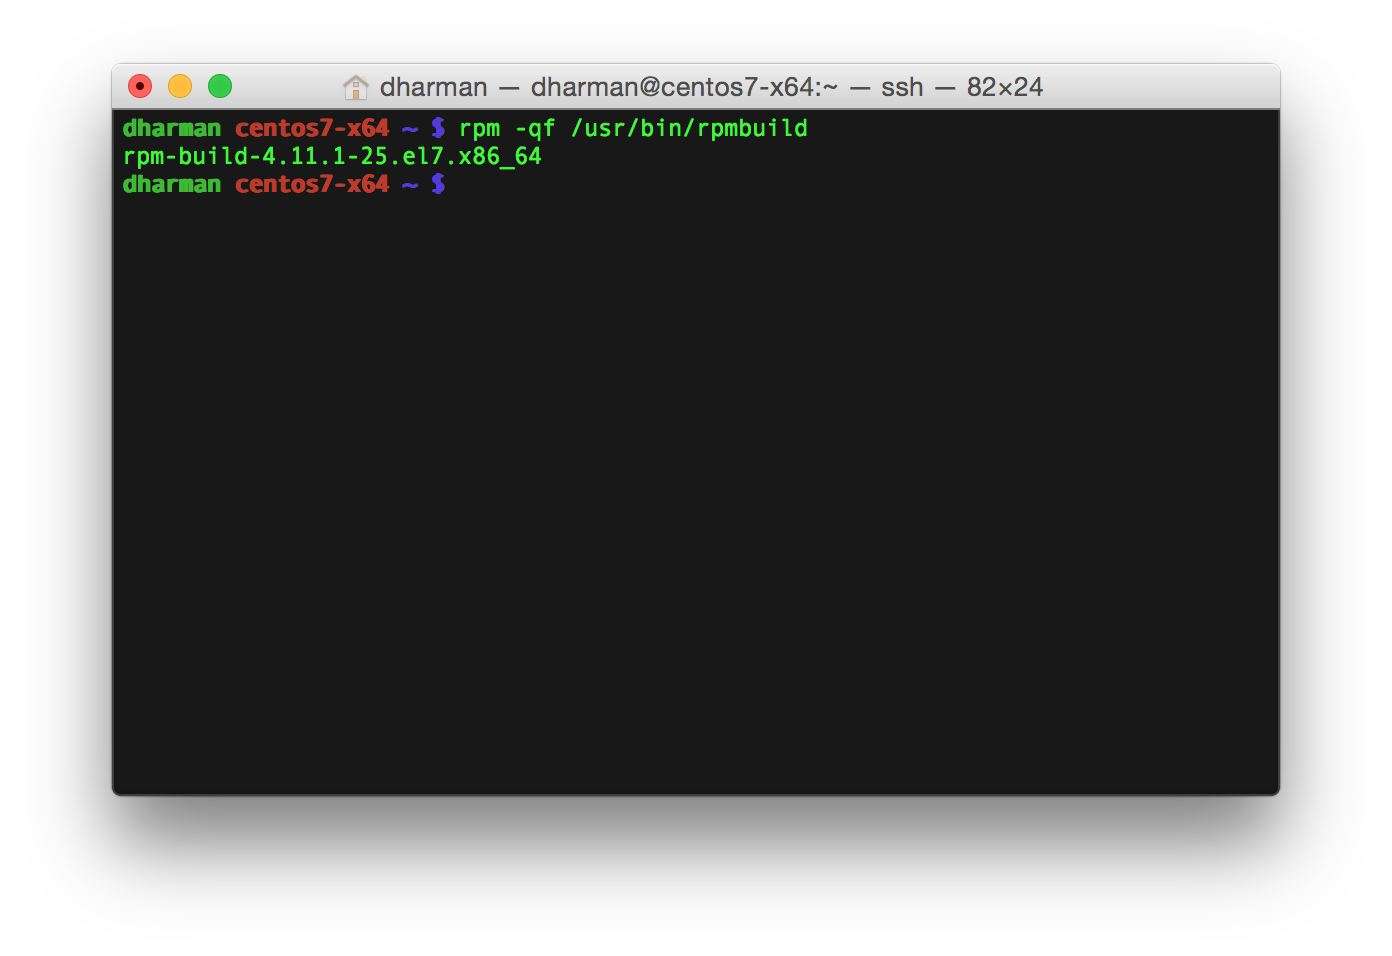 dharman — dharman@centos7-x64:~ — ssh — 82×24
dharman centos7-x64 ~ $ rpm -qf /usr/bin/rpmbuild
rpm-build-4.11.1-25.el7.x86_64
dharman centos7-x64 ~ $